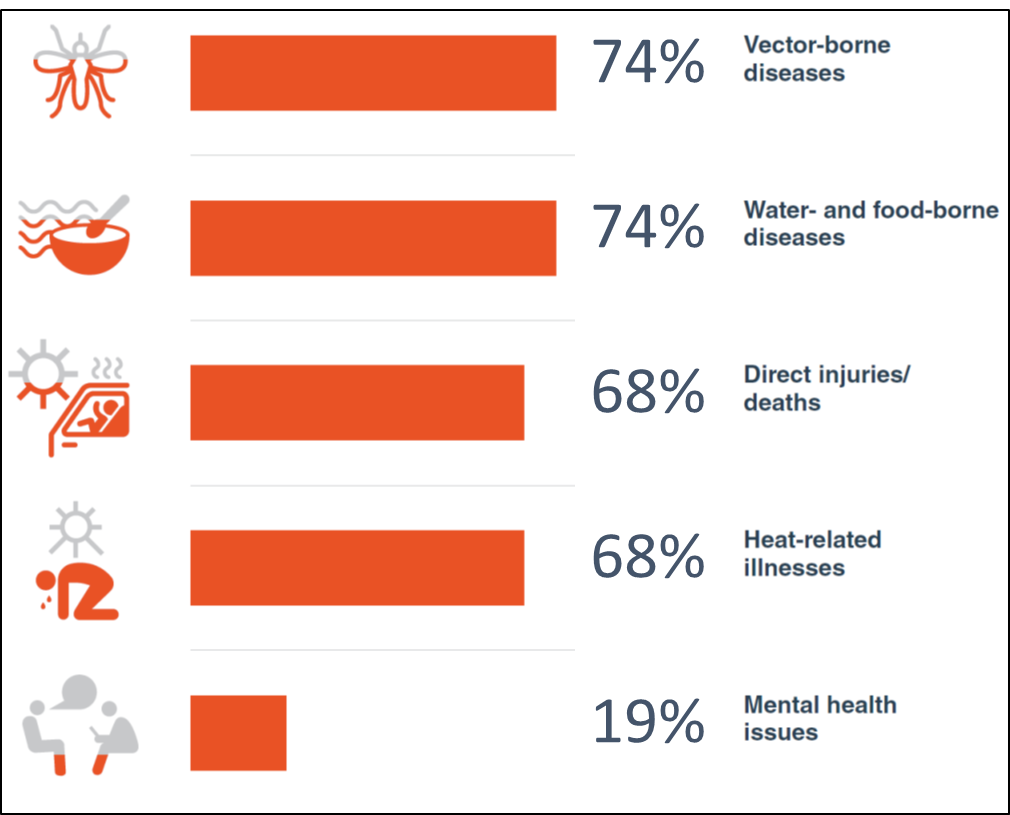 74%
Vector-borne
diseases
74%
Water- and food-borne
diseases
68%
Direct injuries/
deaths
68%
Heat-related
illnesses
19%
Mental health
issues